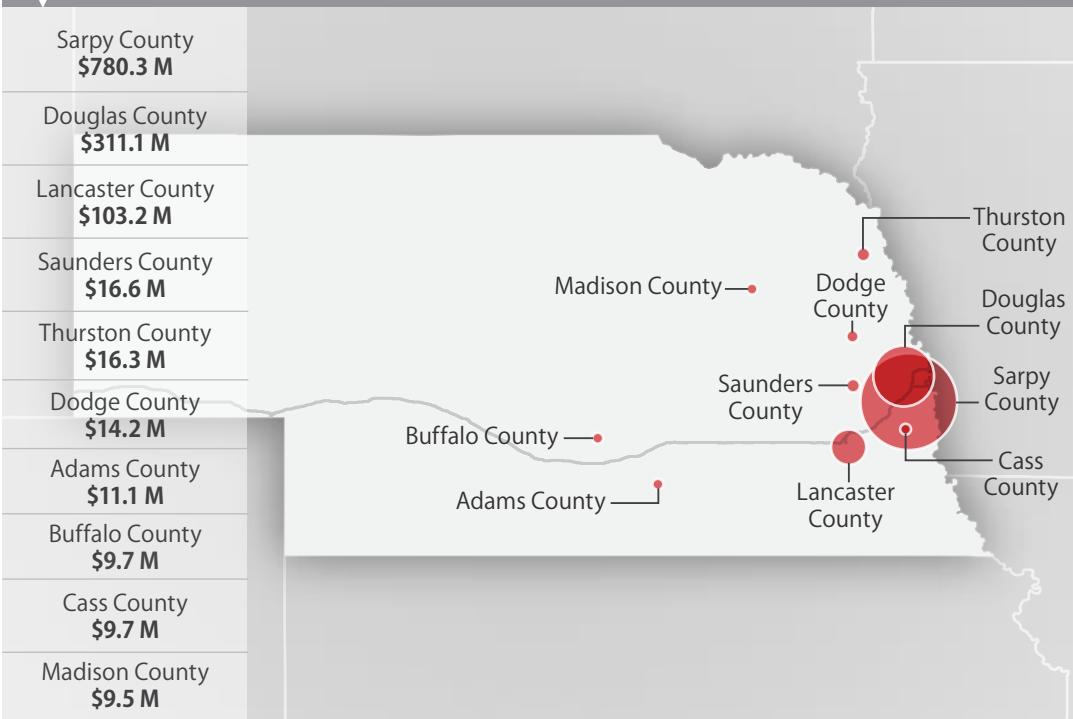 Sarpy County
$780.3 M
Douglas County
$311.1 M
Lancaster County
$103.2 M
Saunders County
$16.6 M
Thurston County
$16.3 M
Dodge County
$14.2 M
Adams County
$11.1 M
Buffalo County
$9.7 M
Cass County
$9.7 M
Madison County
$9.5 M
Thurston
County
Madison County
Dodge
County
Douglas
County
Saunders
County
Sarpy
County
Buffalo County
Cass
County
Adams County
Lancaster
County